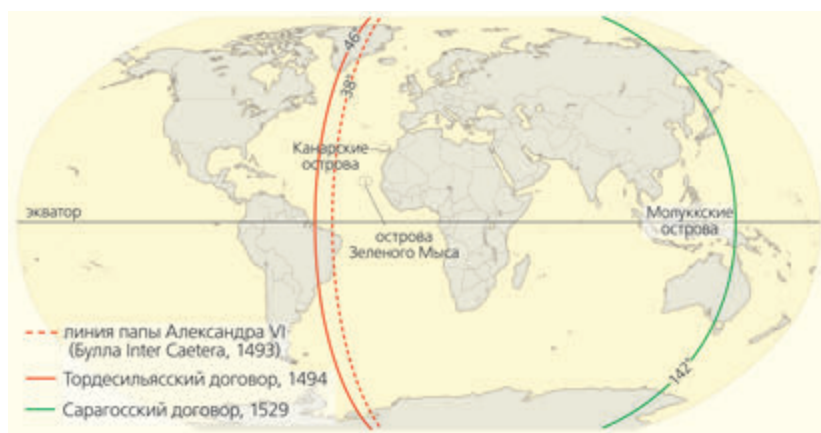 46°
38°
Канарские
острова
экватор
Молуккские
острова
острова
Зеленого Мыса
линия папы Александра VI
(Булла Inter Caetera, 1493)
142°
Тордесильясский договор, 1494
Сарагосский договор, 1529